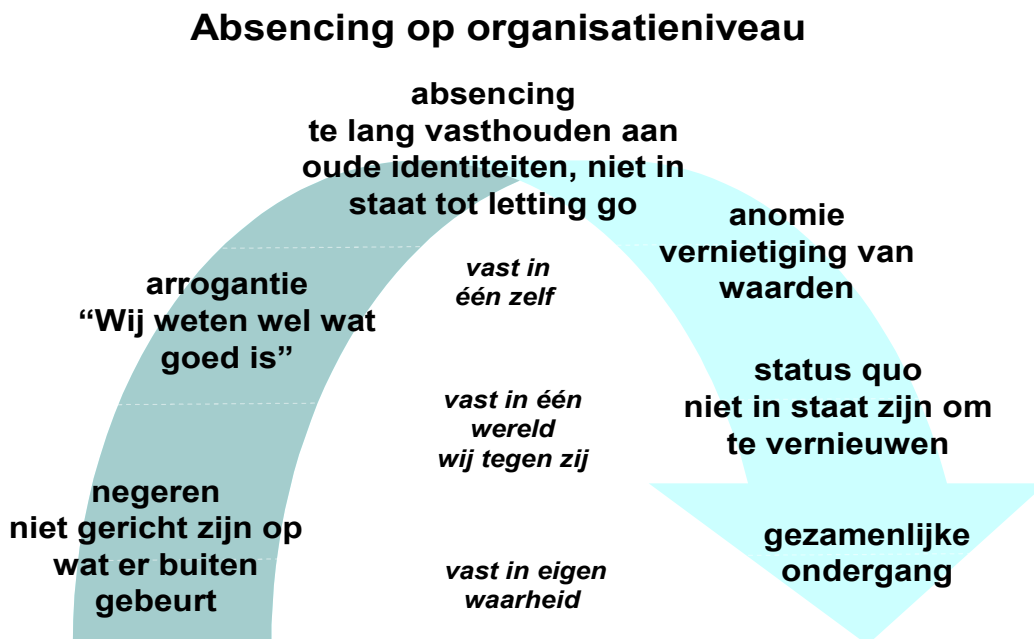 Absencing op organisatieniveau
absencing
te lang vasthouden aan
oude identiteiten, niet in
staat tot letting go
arrogantie
“Wij weten wel wat
goed is”
negeren
niet gericht zijn op
wat er buiten
gebeurt
vast in
één zelf
vast in één
wereld
wij tegen zij
vast in eigen
waarheid
anomie
vernietiging van
waarden
status quo
niet in staat zijn om
te vernieuwen
gezamenlijke
ondergang